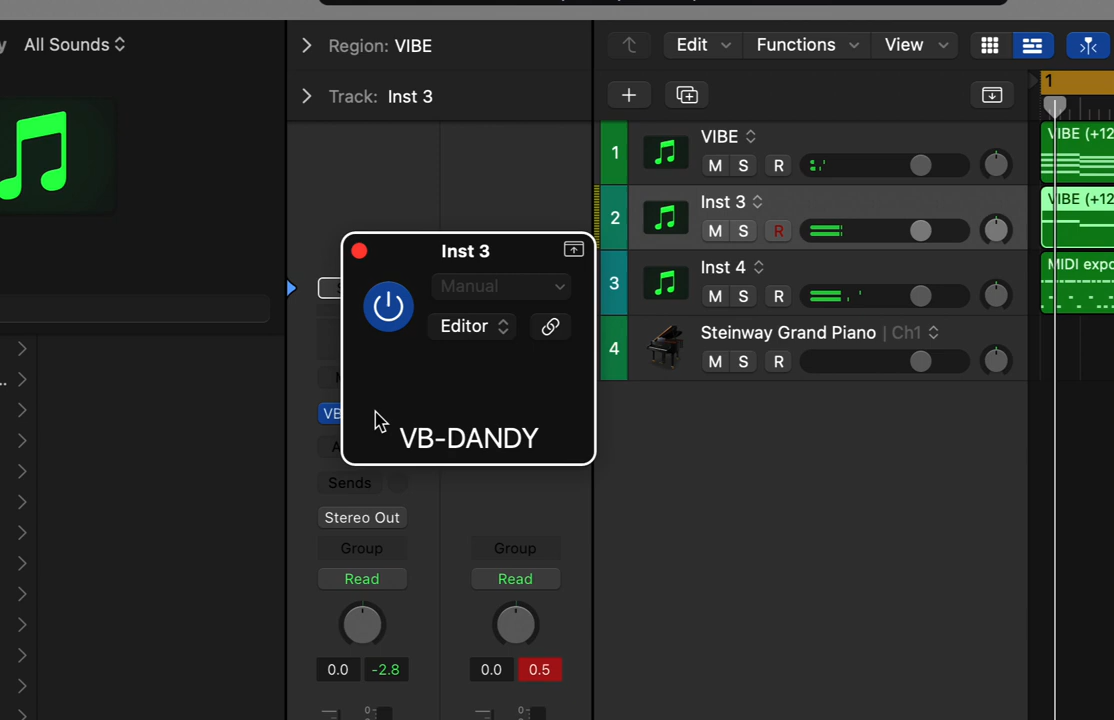 All Sounds
Region: VIBE
Track: Inst 3
Edit
Functions
View
1
1
VIBE
M
S
R
VIBE (+12
2
Inst 3
M
S
R
VIBE (+12
3
Inst 4
M
S
R
MIDI expo
4
Steinway Grand Piano | Ch1
M
S
R
Inst 3
Manual
Editor
VB-DANDY
VB
Sends
Stereo Out
Group
Group
Read
Read
0.0
-2.8
0.0
0.5
0
0